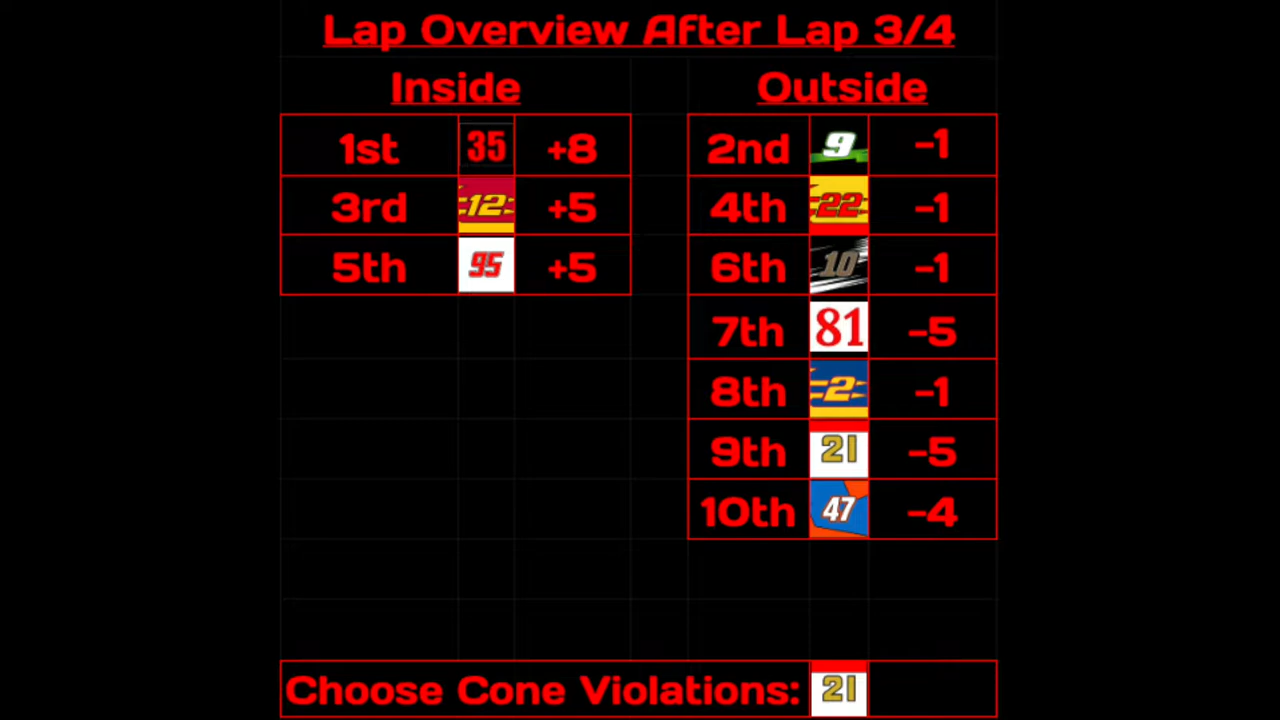 Lap Overview After Lap 3/4
Inside Outside
1st 35 +8 2nd 9 -1
3rd 12 +5 4th 22 -1
5th 95 +5 6th 10 -1
7th 81 -5
8th 2 -1
9th 21 -5
10th 47 -4
Choose Cone Violations: 21